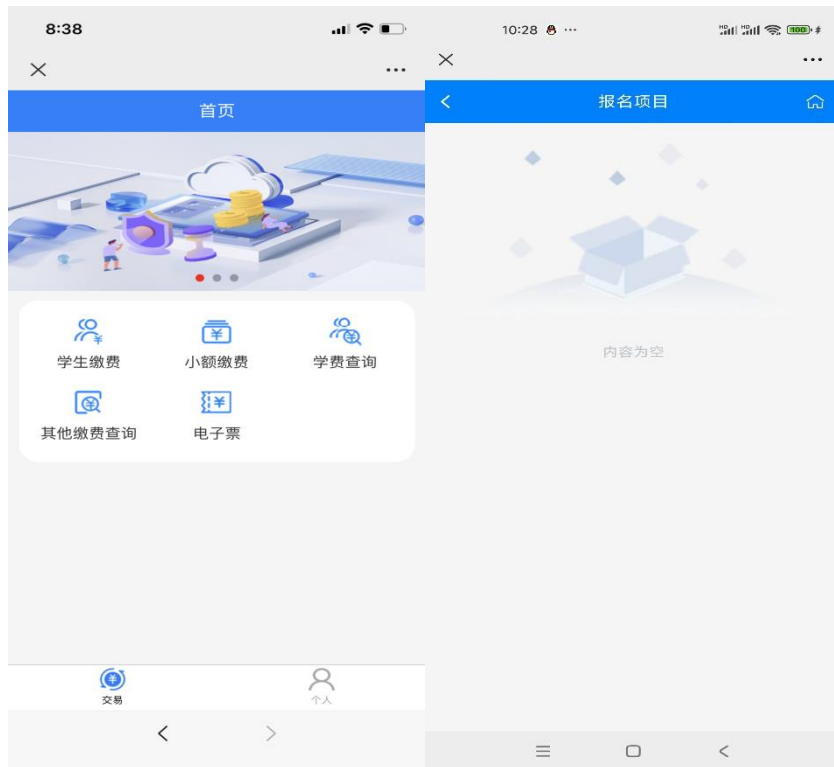 8:38
首页
学生缴费
小额缴费
学费查询
其他缴费查询
电子票
交易
个人
10:28
报名项目
内容为空